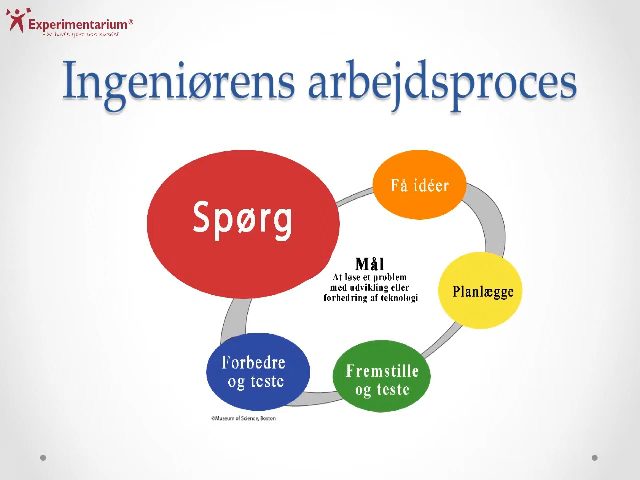 Experimentarium®
Ingeniørens arbejdsproces
Spørg
Få idéer
Mål
At løse et problem
med udvikling eller
forbedring af teknologi
Planlægge
Forbedre
og teste
Fremstille
og teste
©Museum of Science, Boston